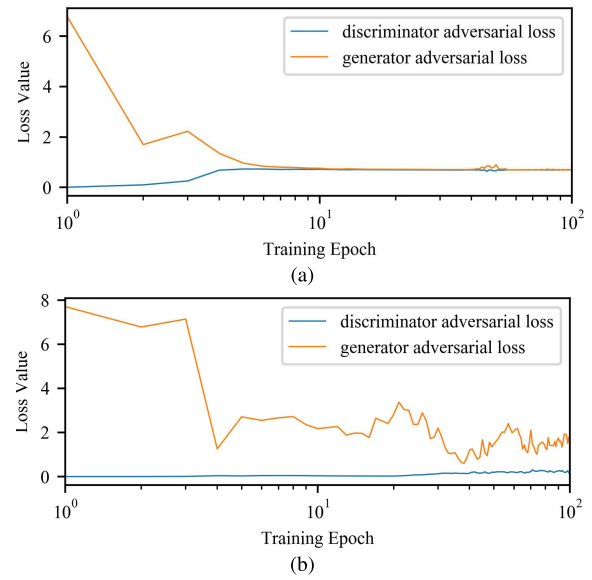 discriminator adversarial loss
generator adversarial loss
Loss Value
6
4
2
0
10^0
10^1
10^2
Training Epoch
(a)
discriminator adversarial loss
generator adversarial loss
Loss Value
8
6
4
2
0
10^0
10^1
10^2
Training Epoch
(b)